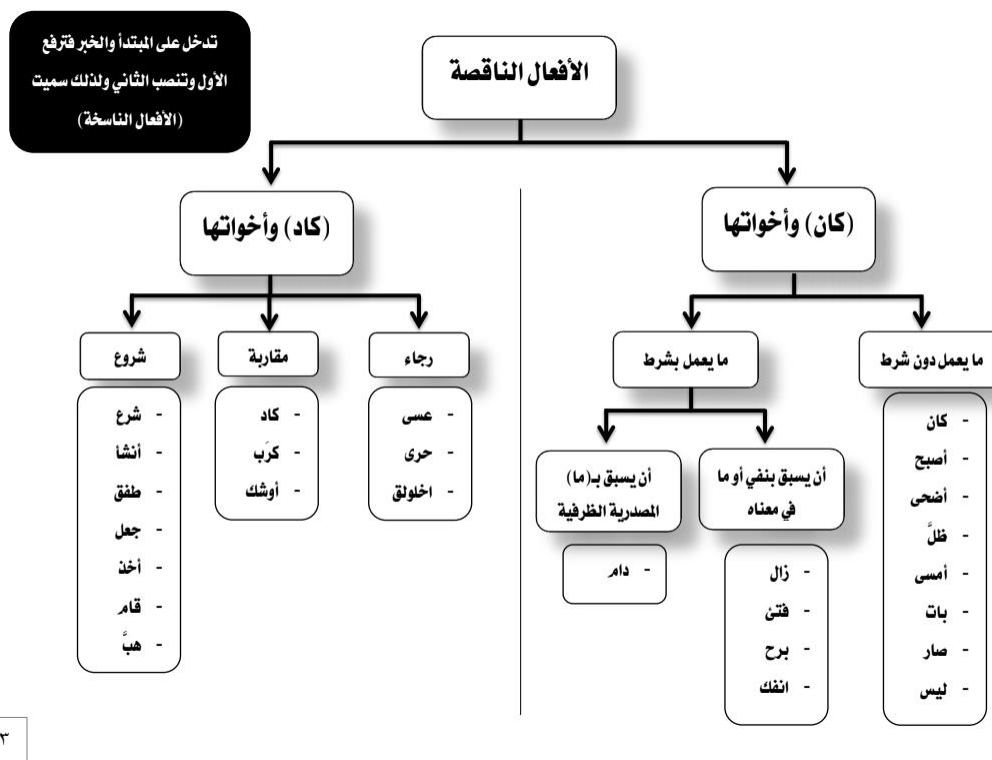 تدخل على المبتدأ والخبر فترفع
الأول وتنصب الثاني ولذلك سميت
(الأفعال الناسخة)
الأفعال الناقصة
(كان) وأخواتها
ما يعمل دون شرط
- كان
- أصبح
- أضحى
- ظلَّ
- أمسى
- بات
- صار
- ليس
ما يعمل بشرط
أن يسبق بنفي أو ما
في معناه
- زال
- فتئ
- برح
- انفك
أن يسبق بـ(ما)
المصدرية الظرفية
- دام
(كاد) وأخواتها
رجاء
- عسى
- حرى
- اخلولق
مقاربة
- كاد
- كرَب
- أوشك
شروع
- شرع
- أنشأ
- طفق
- جعل
- أخذ
- قام
- هبَّ
٣